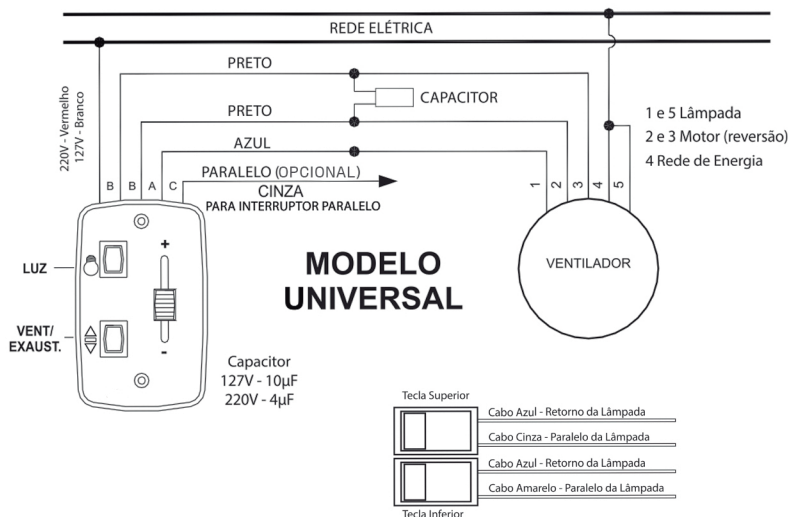 REDE ELÉTRICA
220V - Vermelho
127V - Branco
PRETO
CAPACITOR
PRETO
AZUL
PARALELO (OPCIONAL)
CINZA
PARA INTERRUPTOR PARALELO
B
B
A
C
1 e 5 Lâmpada
2 e 3 Motor (reversão)
4 Rede de Energia
1
2
3
4
5
VENTILADOR
LUZ
VENT/
EXAUST.
+
-
MODELO
UNIVERSAL
Capacitor
127V - 10µF
220V - 4µF
Tecla Superior
Cabo Azul - Retorno da Lâmpada
Cabo Cinza - Paralelo da Lâmpada
Cabo Azul - Retorno da Lâmpada
Cabo Amarelo - Paralelo da Lâmpada
Tecla Inferior